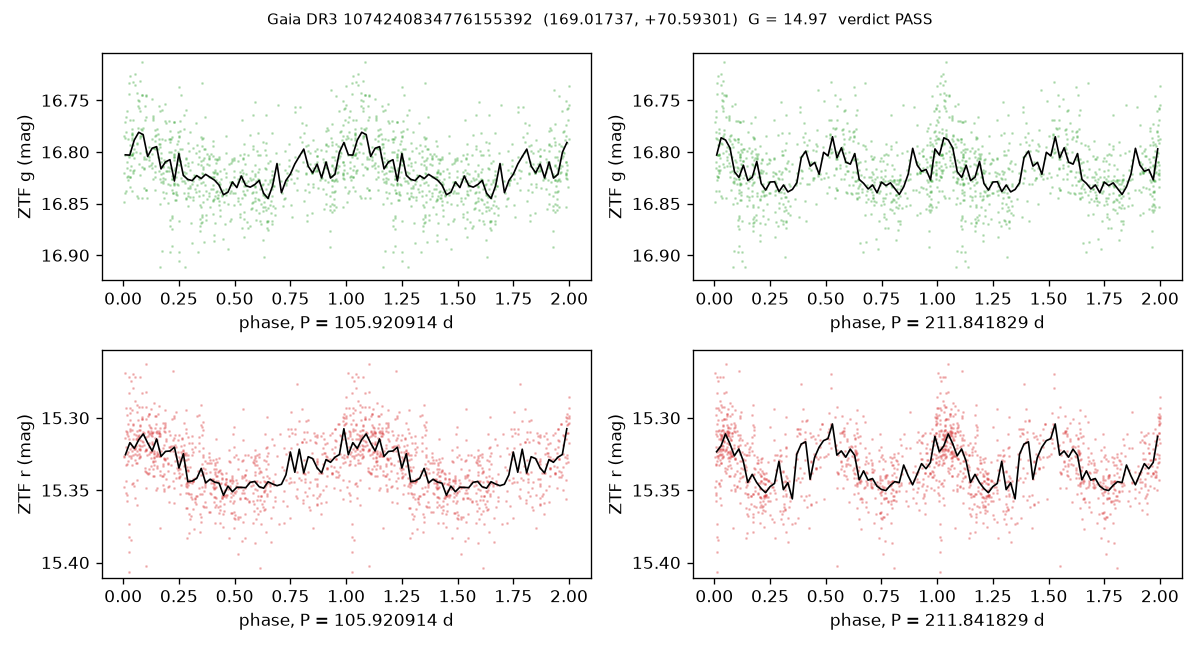 Gaia DR3 1074240834776155392 (169.01737, +70.59301) G = 14.97 verdict PASS
ZTF g (mag)
16.75
16.80
16.85
16.90
0.00 0.25 0.50 0.75 1.00 1.25 1.50 1.75 2.00
phase, P = 105.920914 d
ZTF g (mag)
16.75
16.80
16.85
16.90
0.00 0.25 0.50 0.75 1.00 1.25 1.50 1.75 2.00
phase, P = 211.841829 d
ZTF r (mag)
15.30
15.35
15.40
0.00 0.25 0.50 0.75 1.00 1.25 1.50 1.75 2.00
phase, P = 105.920914 d
ZTF r (mag)
15.30
15.35
15.40
0.00 0.25 0.50 0.75 1.00 1.25 1.50 1.75 2.00
phase, P = 211.841829 d